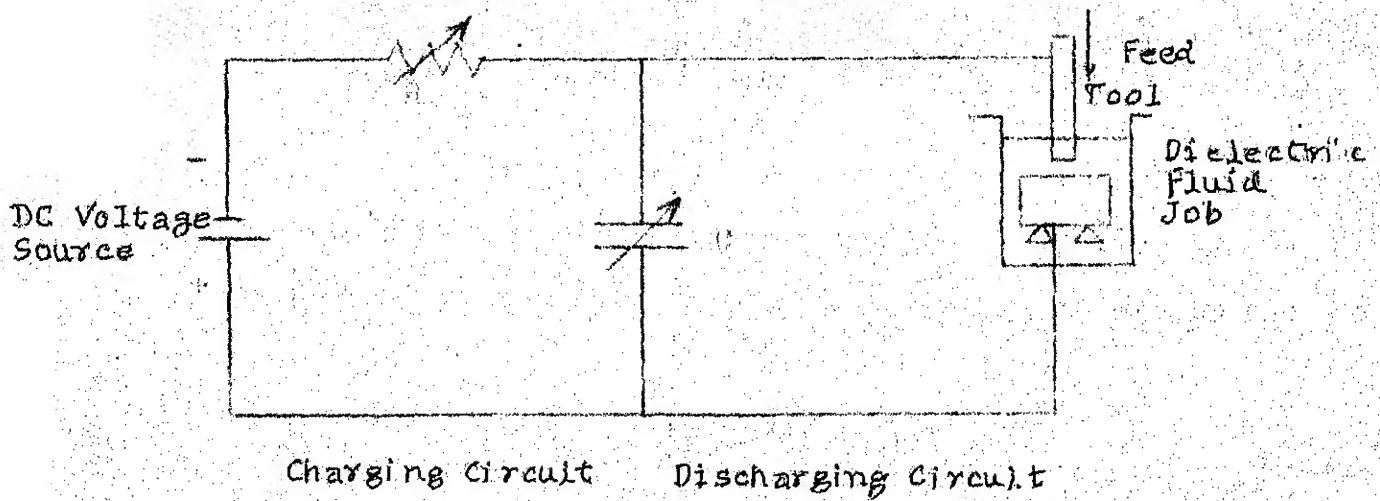 Feed
Tool
-
Dielectric
Fluid
Job
DC Voltage
Source
C
Charging Circuit
Discharging Circuit